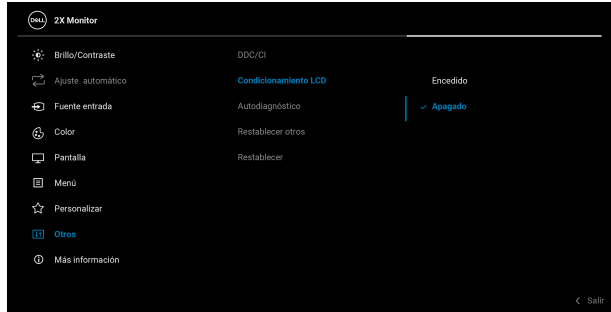 DELL 2X Monitor
Brillo/Contraste DDC/CI
Ajuste automático Condicionamiento LCD Encedido
Fuente entrada Autodiagnóstico Apagado
Color Restablecer otros
Pantalla Restablecer
Menú
Personalizar
Otros
Más información
Salir